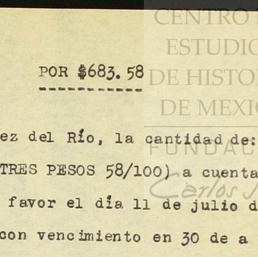 CENTRO
ESTUDIO
DE HISTO
DE MEXIC
FUNDAC
Carlos
POR $683.58
ez del Río, la cantidad de:
TRES PESOS 58/100) a cuenta
favor el día 11 de julio d
con vencimiento en 30 de a